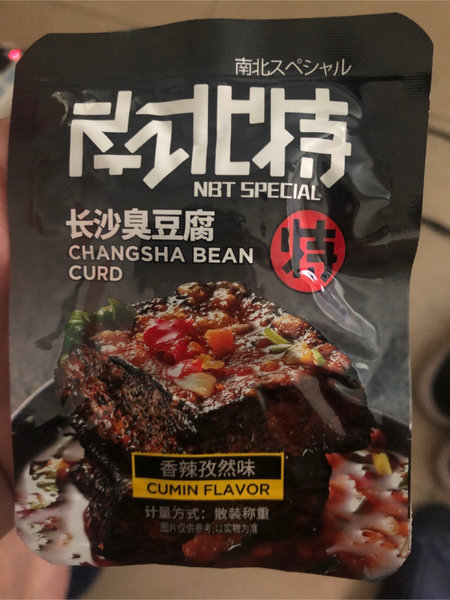 南北スペシャル
南北特
NBT SPECIAL
长沙臭豆腐
CHANGSHA BEAN
CURD
特
香辣孜然味
CUMIN FLAVOR
计量方式：散装称重
图片仅供参考，以实物为准